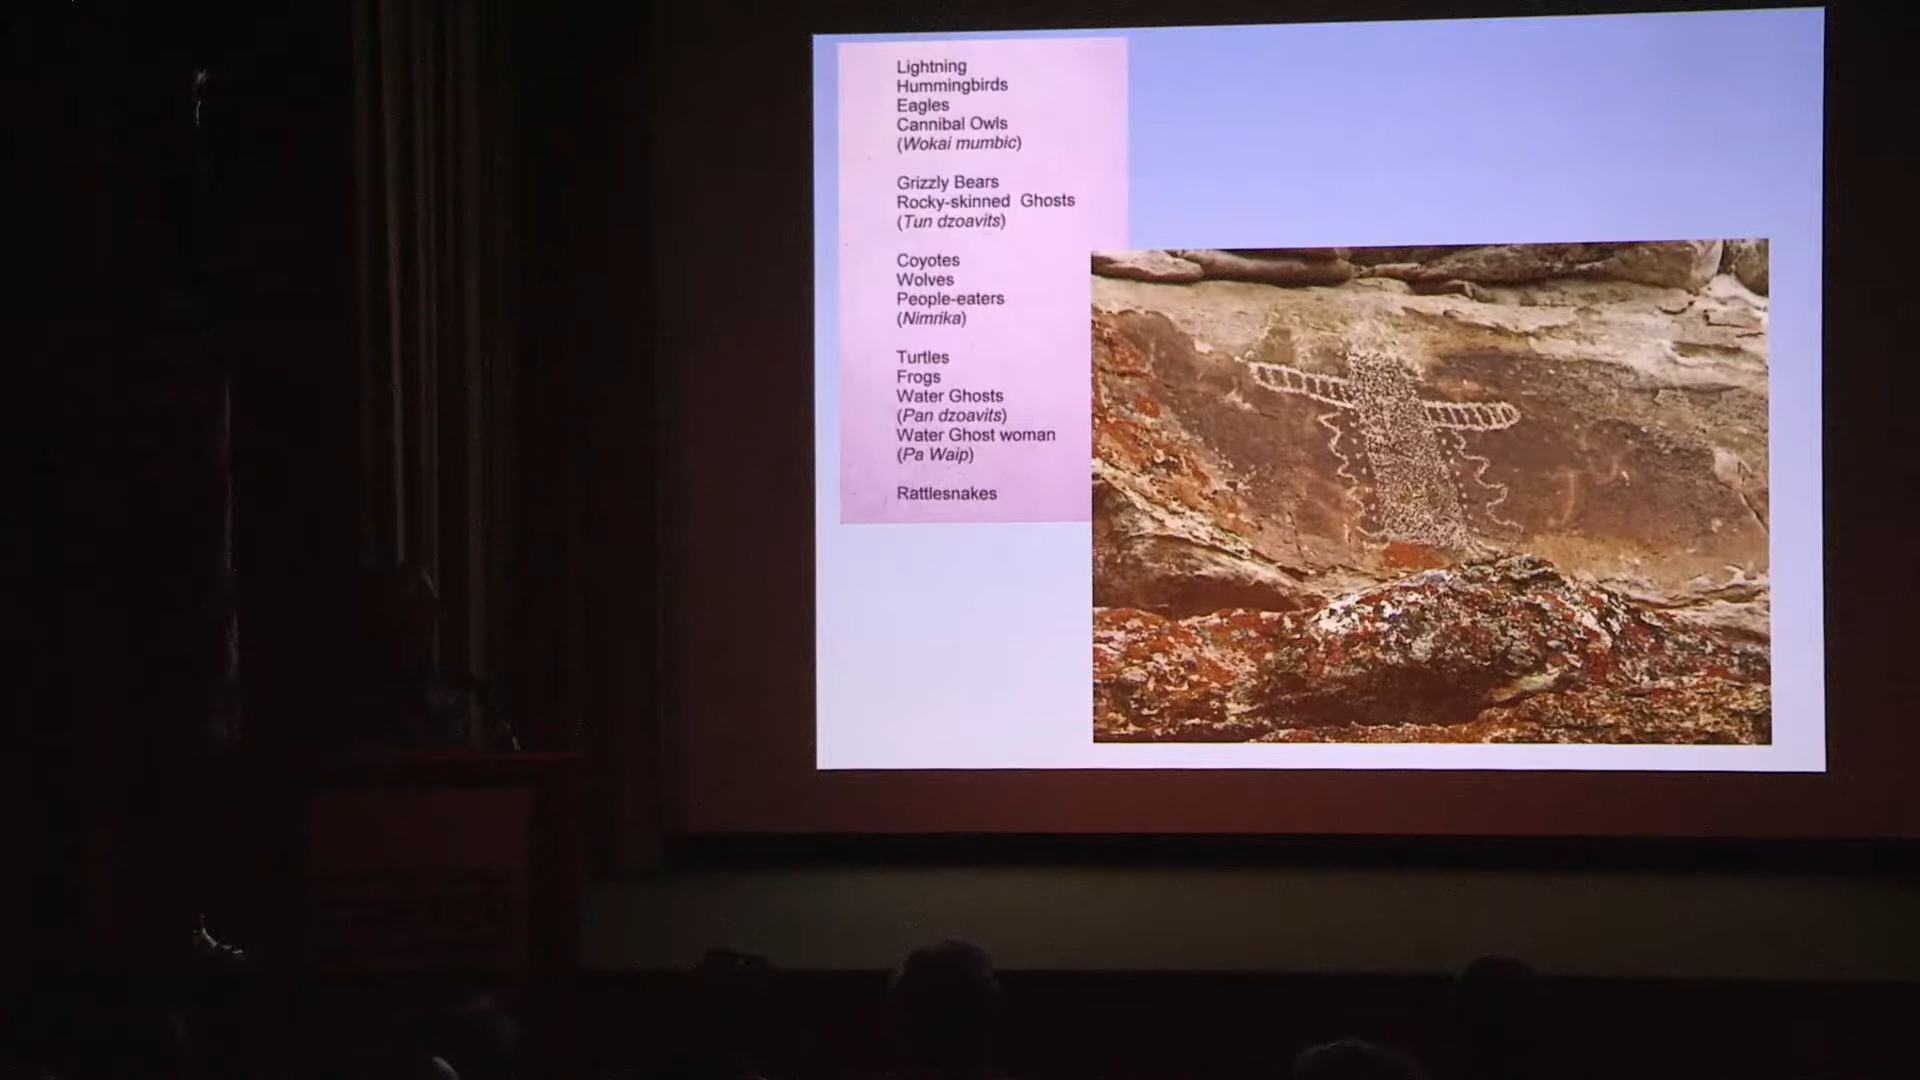 Lightning
Hummingbirds
Eagles
Cannibal Owls
(Wokai mumbic)
Grizzly Bears
Rocky-skinned Ghosts
(Tun dzoavits)
Coyotes
Wolves
People-eaters
(Nimrika)
Turtles
Frogs
Water Ghosts
(Pan dzoavits)
Water Ghost woman
(Pa Waip)
Rattlesnakes